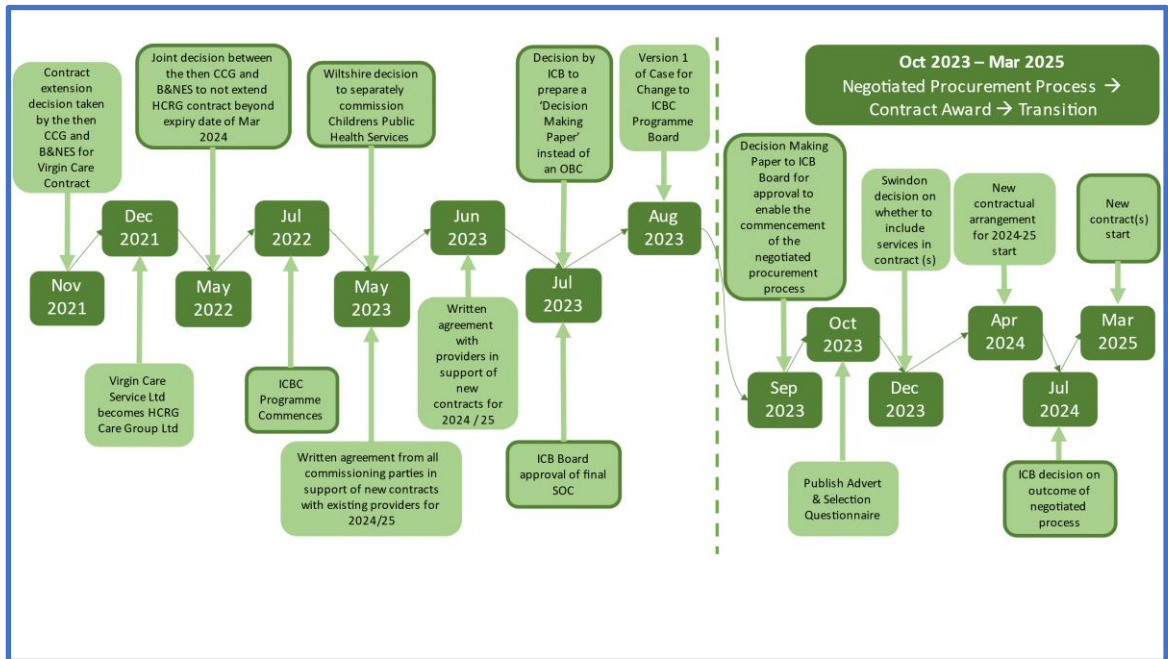 Contract
extension
decision taken
by the then
CCG and
B&NES for
Virgin Care
Contract
Joint decision between
the then CCG and
B&NES to not extend
HCRG contract beyond
expiry date of Mar
2024
Wiltshire decision
to separately
commission
Childrens Public
Health Services
Decision by
ICB to
prepare a
‘Decision
Making
Paper’
instead of
an OBC
Version 1
of Case for
Change to
ICBC
Programme
Board
Nov
2021
Dec
2021
May
2022
Jul
2022
May
2023
Jun
2023
Jul
2023
Aug
2023
Virgin Care
Service Ltd
becomes HCRG
Care Group Ltd
ICBC
Programme
Commences
Written agreement from all
commissioning parties in
support of new contracts
with existing providers for
2024/25
Written
agreement
with
providers in
support of
new
contracts for
2024 / 25
ICB Board
approval of final
SOC
Oct 2023 – Mar 2025
Negotiated Procurement Process →
Contract Award → Transition
Decision Making
Paper to ICB
Board for
approval to
enable the
commencement
of the
negotiated
procurement
process
Swindon
decision on
whether to
include
services in
contract (s)
New
contractual
arrangement
for 2024-25
start
New
contract(s)
start
Sep
2023
Oct
2023
Dec
2023
Apr
2024
Jul
2024
Mar
2025
Publish Advert
& Selection
Questionnaire
ICB decision on
outcome of
negotiated
process